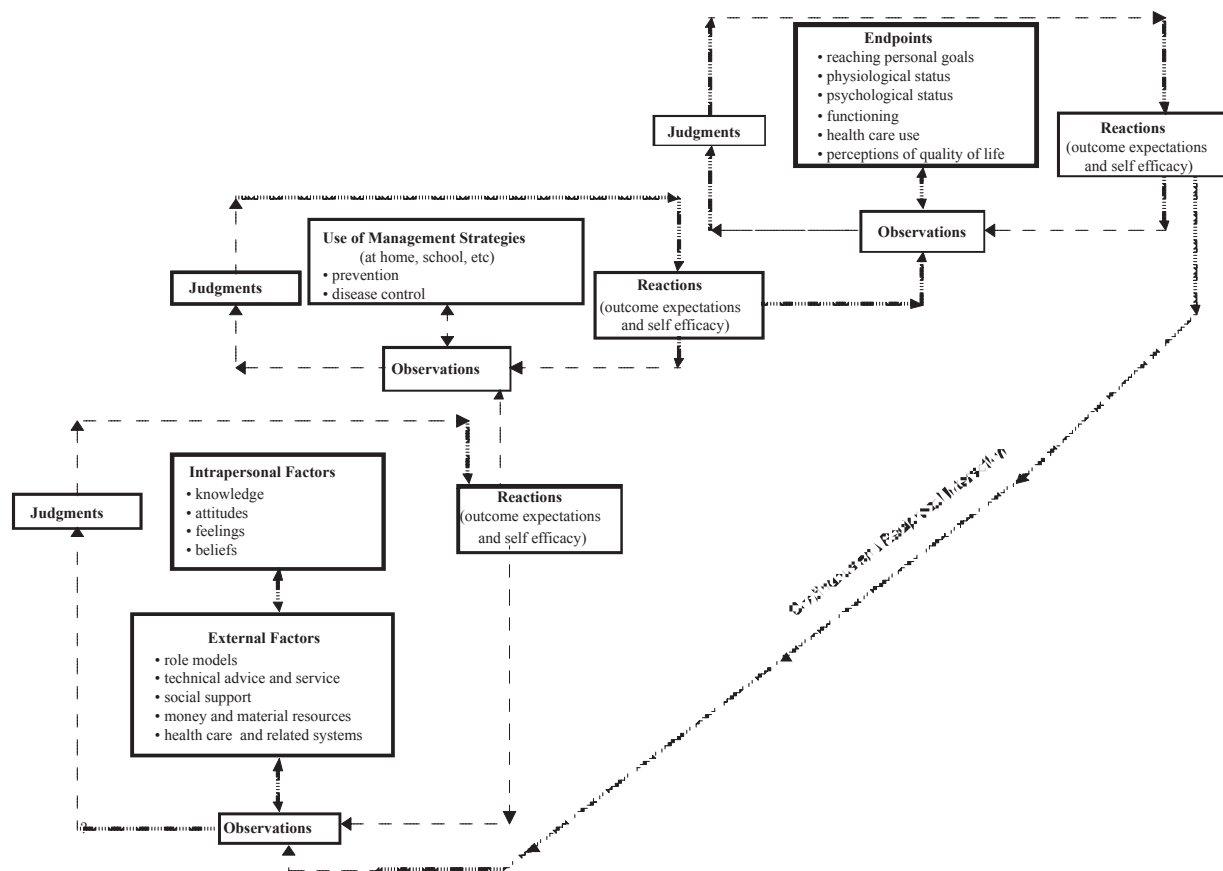 Endpoints
• reaching personal goals
• physiological status
• psychological status
• functioning
• health care use
• perceptions of quality of life
Judgments
Reactions
(outcome expectations
and self efficacy)
Observations
Use of Management Strategies
(at home, school, etc)
• prevention
• disease control
Judgments
Reactions
(outcome expectations
and self efficacy)
Observations
Intrapersonal Factors
• knowledge
• attitudes
• feelings
• beliefs
Judgments
Reactions
(outcome expectations
and self efficacy)
External Factors
• role models
• technical advice and service
• social support
• money and material resources
• health care and related systems
Observations
Continuous and Reciprocal Interaction